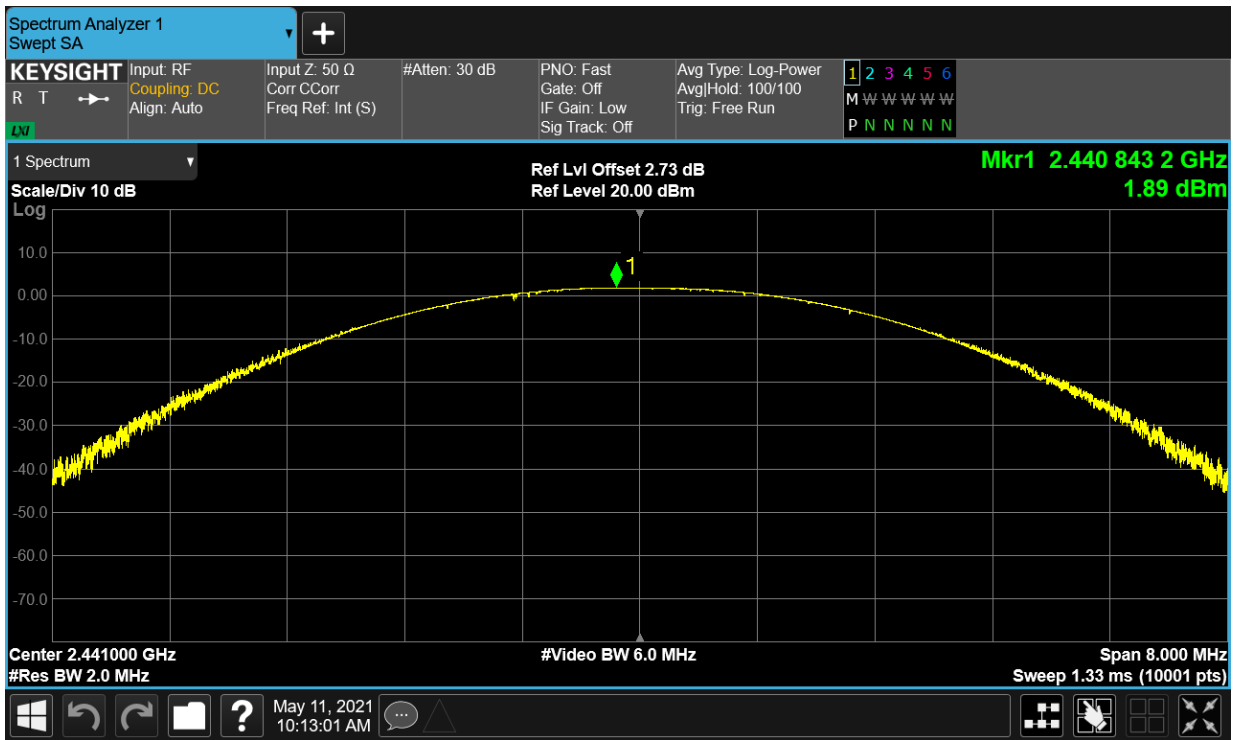 Spectrum Analyzer 1
Swept SA
KEYSIGHT
R T
LXI
Input: RF
Coupling: DC
Align: Auto
Input Z: 50 Ω
Corr CCorr
Freq Ref: Int (S)
#Atten: 30 dB
PNO: Fast
Gate: Off
IF Gain: Low
Sig Track: Off
Avg Type: Log-Power
Avg|Hold: 100/100
Trig: Free Run
1 2 3 4 5 6
M W W W W W
P N N N N N
1 Spectrum
Scale/Div 10 dB
Log
Ref Lvl Offset 2.73 dB
Ref Level 20.00 dBm
Mkr1 2.440 843 2 GHz
1.89 dBm
1
10.0
0.00
-10.0
-20.0
-30.0
-40.0
-50.0
-60.0
-70.0
Center 2.441000 GHz
#Res BW 2.0 MHz
#Video BW 6.0 MHz
Span 8.000 MHz
Sweep 1.33 ms (10001 pts)
?
May 11, 2021
10:13:01 AM